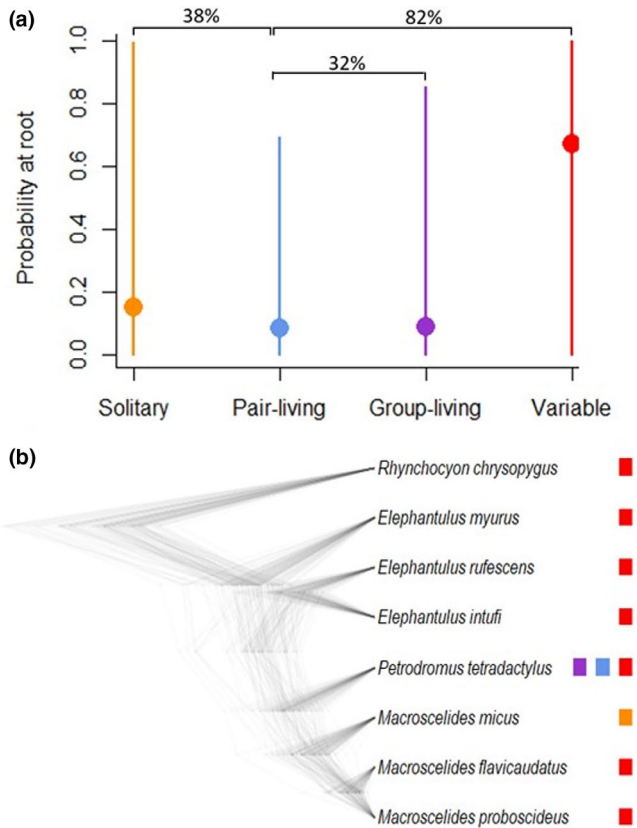 (a)
38%
82%
32%
Probability at root
1.0
0.8
0.6
0.4
0.2
0.0
Solitary
Pair-living
Group-living
Variable
(b)
Rhynchocyon chrysopygus
Elephantulus myurus
Elephantulus rufescens
Elephantulus intufi
Petrodromus tetradactylus
Macroscelides micus
Macroscelides flavicaudatus
Macroscelides proboscideus